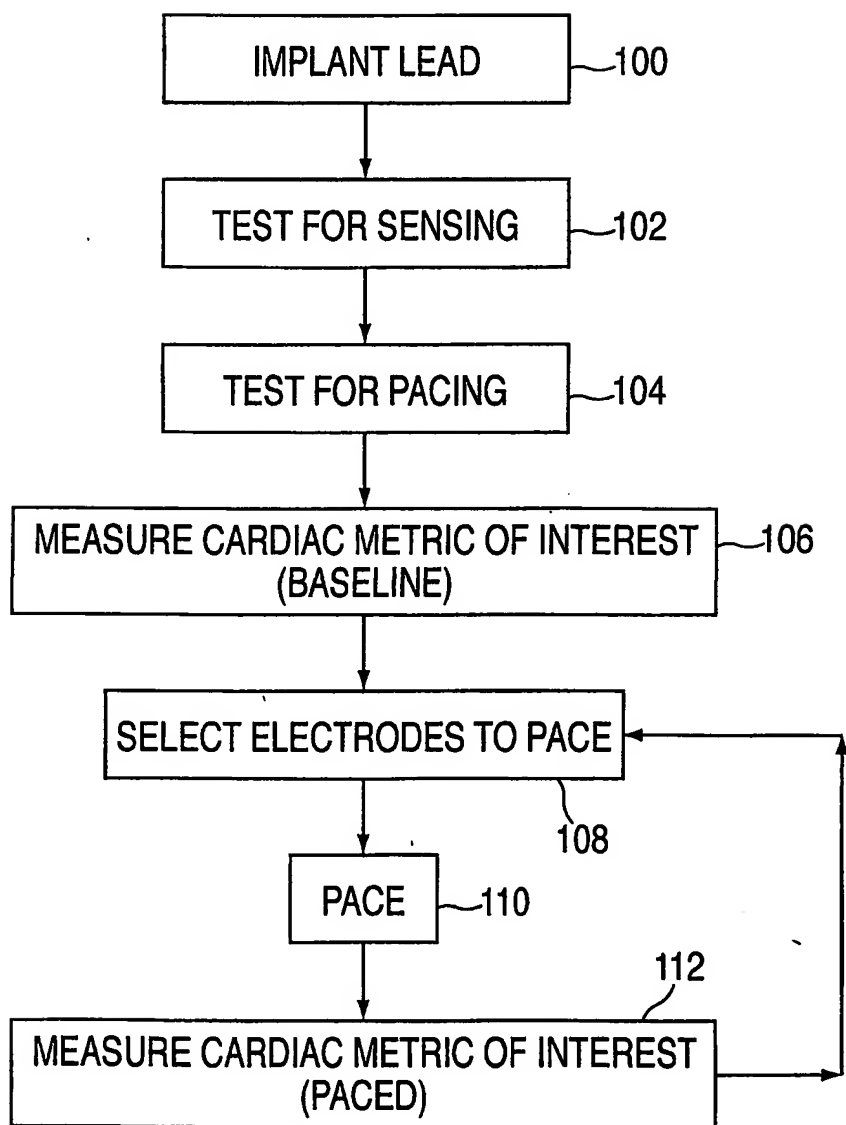 IMPLANT LEAD
100
TEST FOR SENSING
102
TEST FOR PACING
104
MEASURE CARDIAC METRIC OF INTEREST
(BASELINE)
106
SELECT ELECTRODES TO PACE
108
PACE
110
112
MEASURE CARDIAC METRIC OF INTEREST
(PACED)